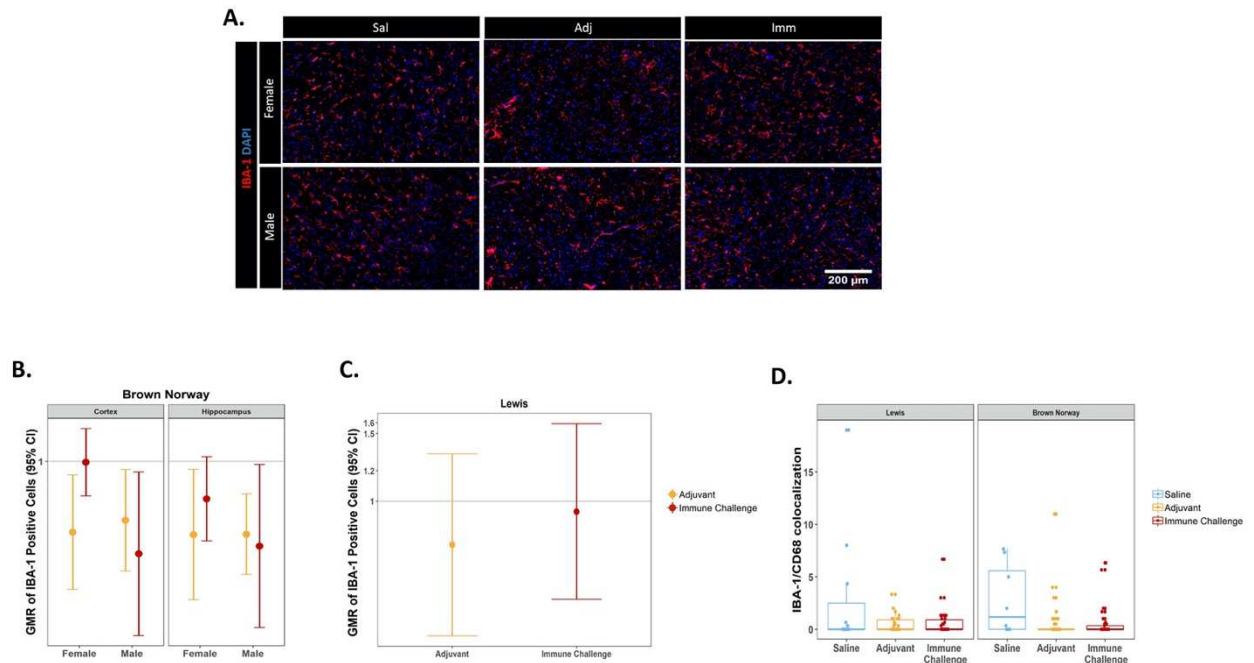 A.
Sal Adj Imm
IBA-1 DAPI
Female
Male
200 µm
B.
Brown Norway
Cortex Hippocampus
GMR of IBA-1 Positive Cells (95% CI)
1
Female Male Female Male
C.
Lewis
GMR of IBA-1 Positive Cells (95% CI)
1.6
1.5
1.2
1
Adjuvant Immune Challenge
Adjuvant
Immune Challenge
D.
Lewis Brown Norway
IBA-1/CD68 colocalization
15
10
5
0
Saline Adjuvant Immune Saline Adjuvant Immune
Challenge Challenge
Saline
Adjuvant
Immune Challenge